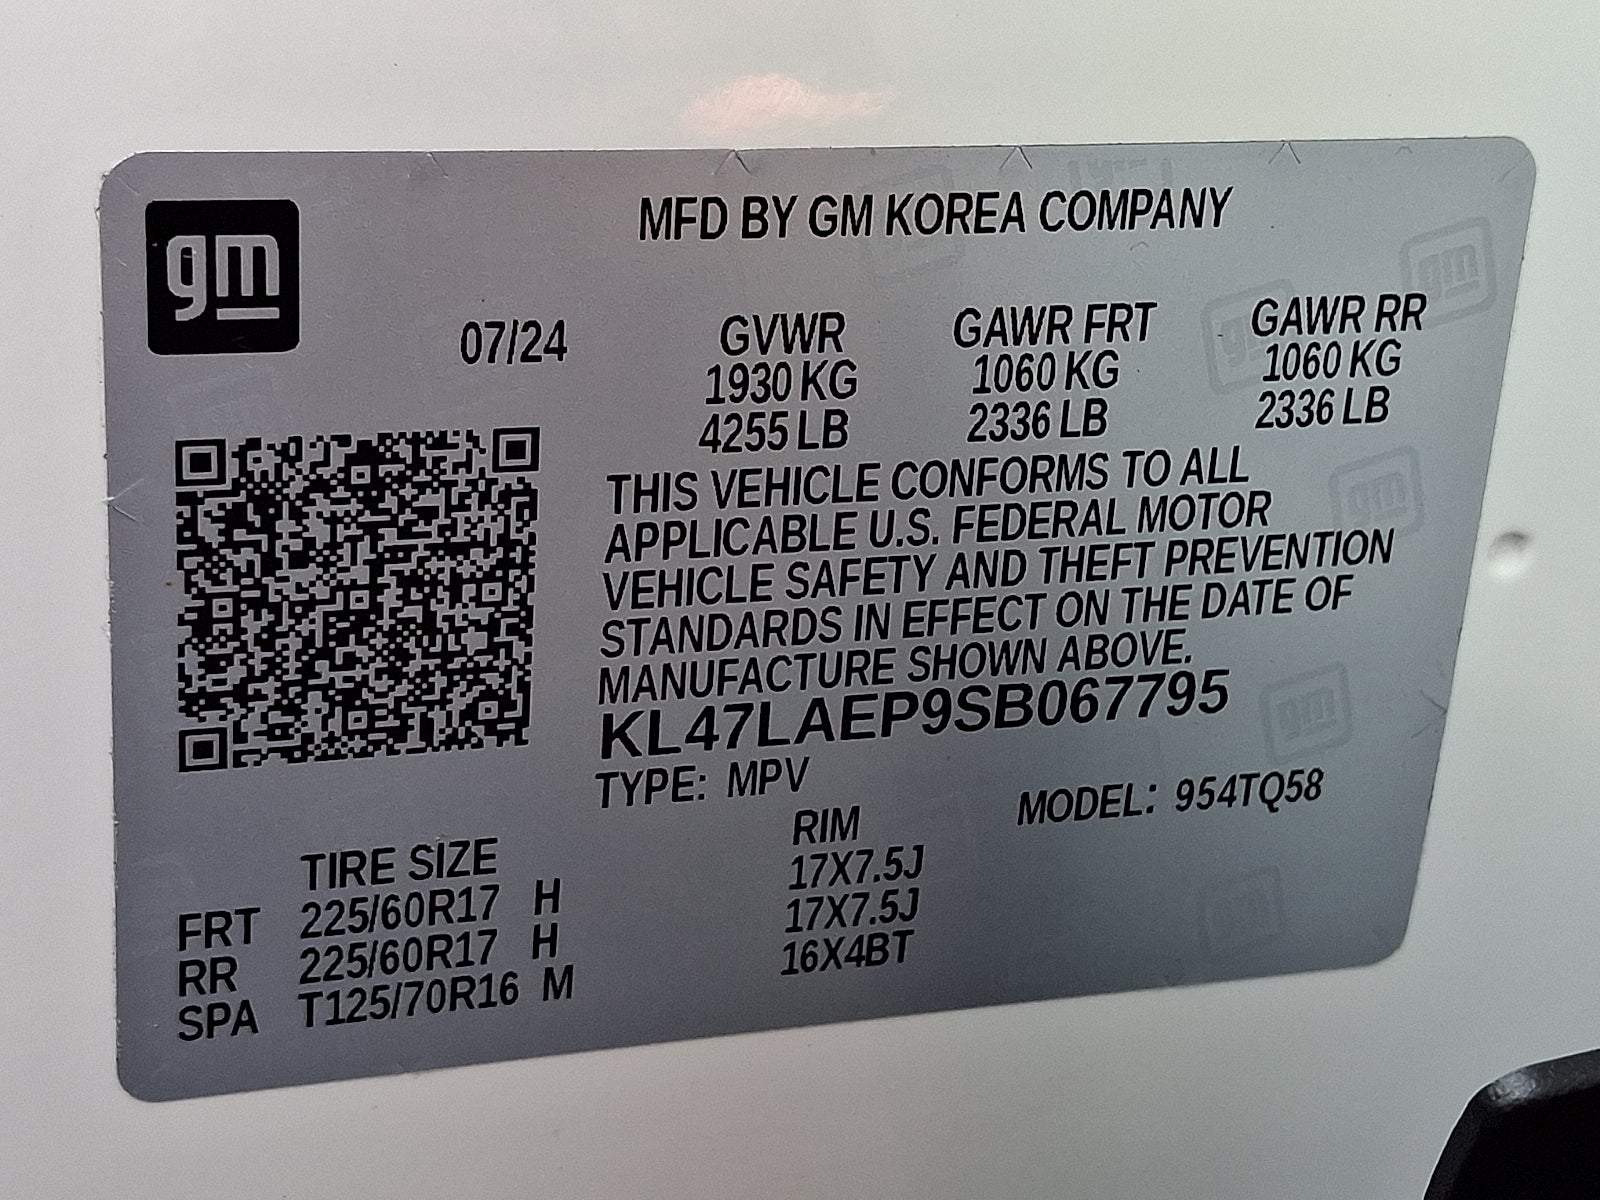 gm
MFD BY GM KOREA COMPANY
07/24 GVWR GAWR FRT GAWR RR
1930 KG 1060 KG 1060 KG
4255 LB 2336 LB 2336 LB
THIS VEHICLE CONFORMS TO ALL
APPLICABLE U.S. FEDERAL MOTOR
VEHICLE SAFETY AND THEFT PREVENTION
STANDARDS IN EFFECT ON THE DATE OF
MANUFACTURE SHOWN ABOVE.
KL47LAEP9SB067795
TYPE: MPV MODEL: 954TQ58
TIRE SIZE RIM
FRT 225/60R17 H 17X7.5J
RR 225/60R17 H 17X7.5J
SPA T125/70R16 M 16X4BT